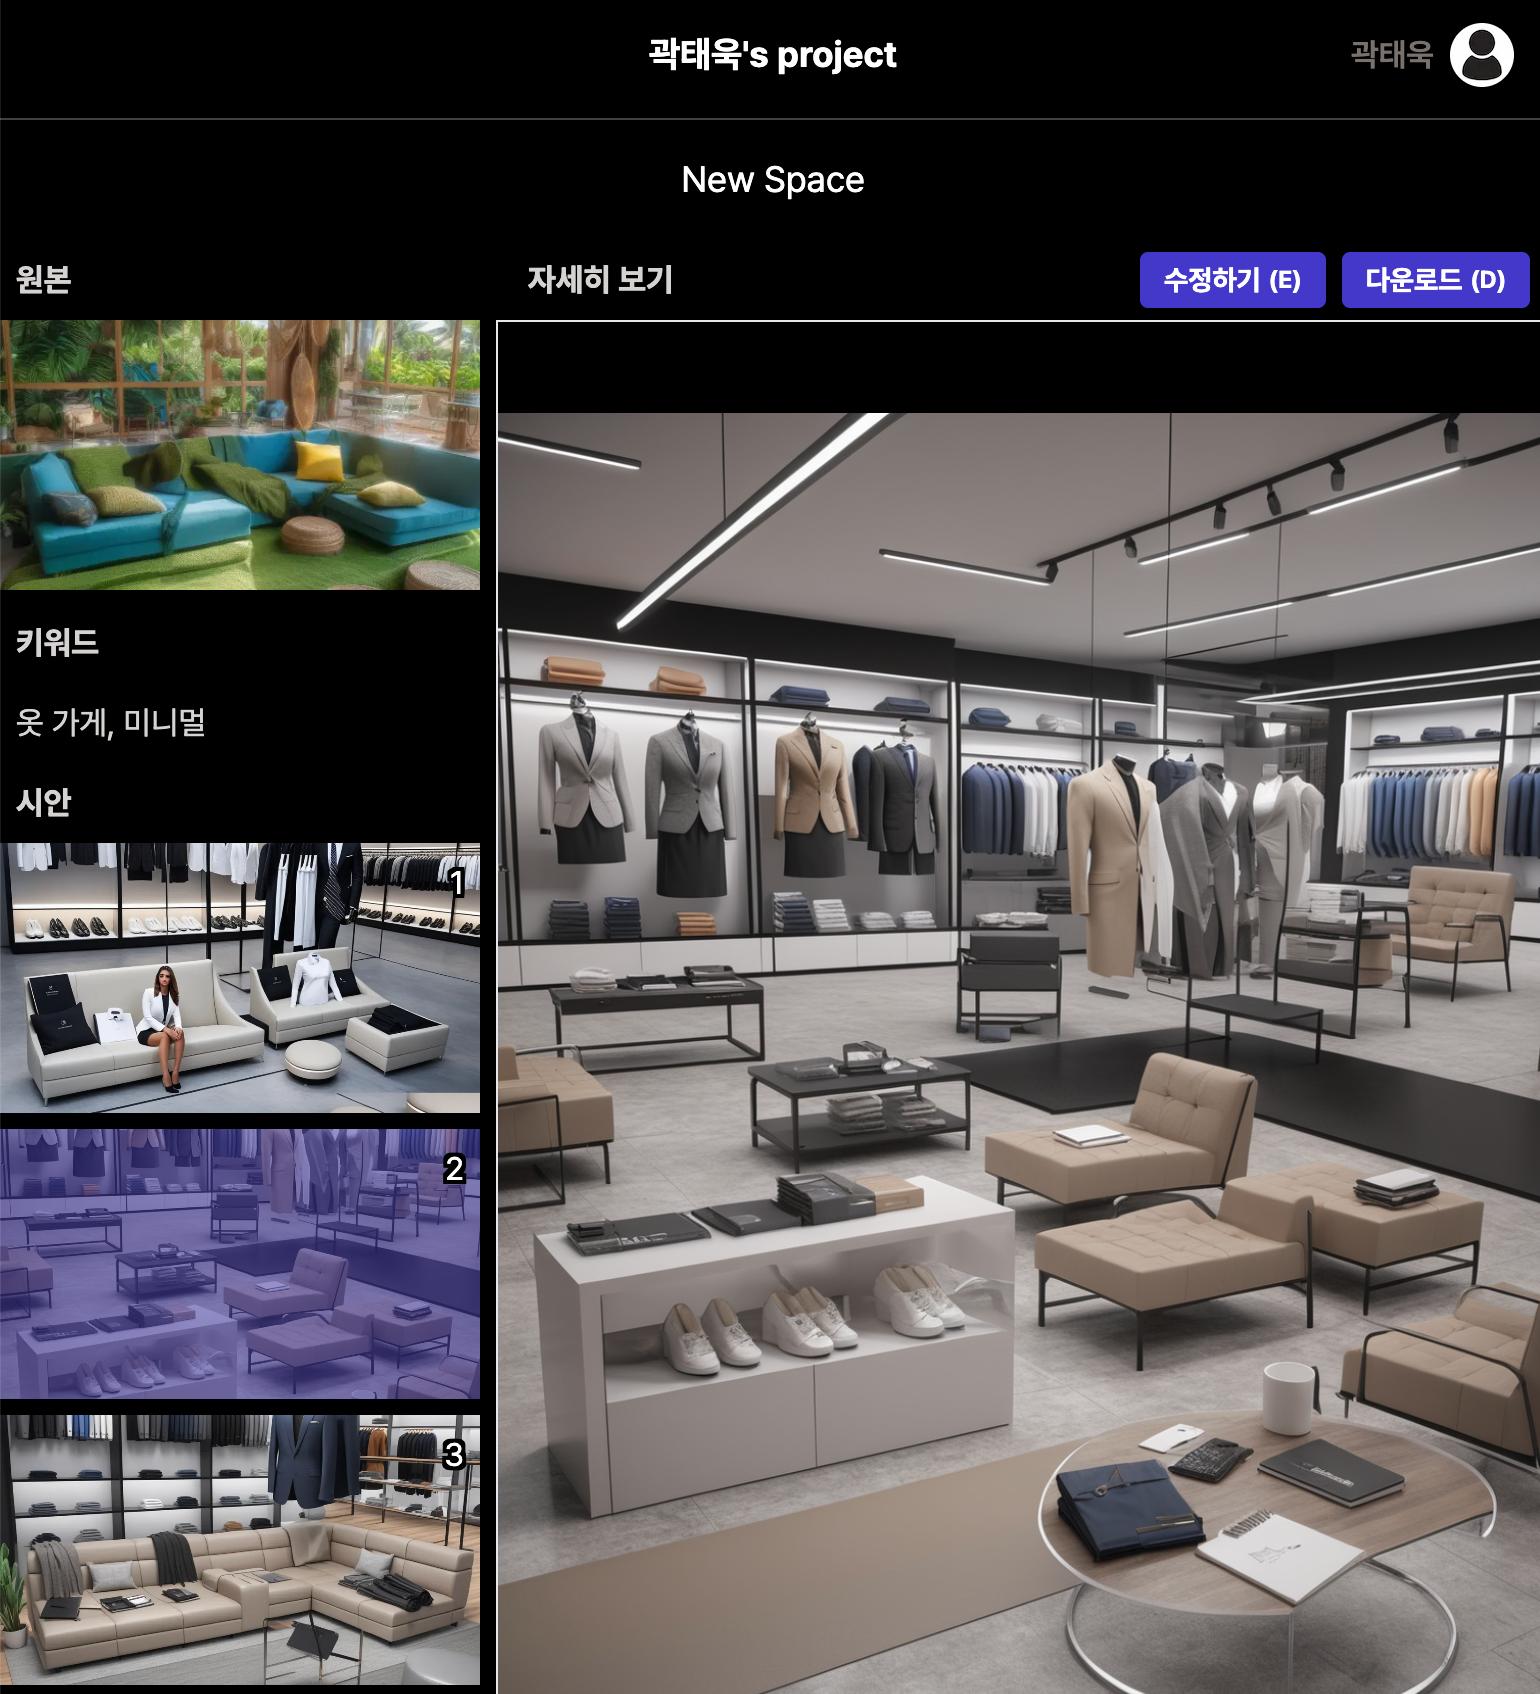 곽태욱's project
곽태욱
New Space
원본
자세히 보기
수정하기 (E)
다운로드 (D)
키워드
옷 가게, 미니멀
시안
1
2
3